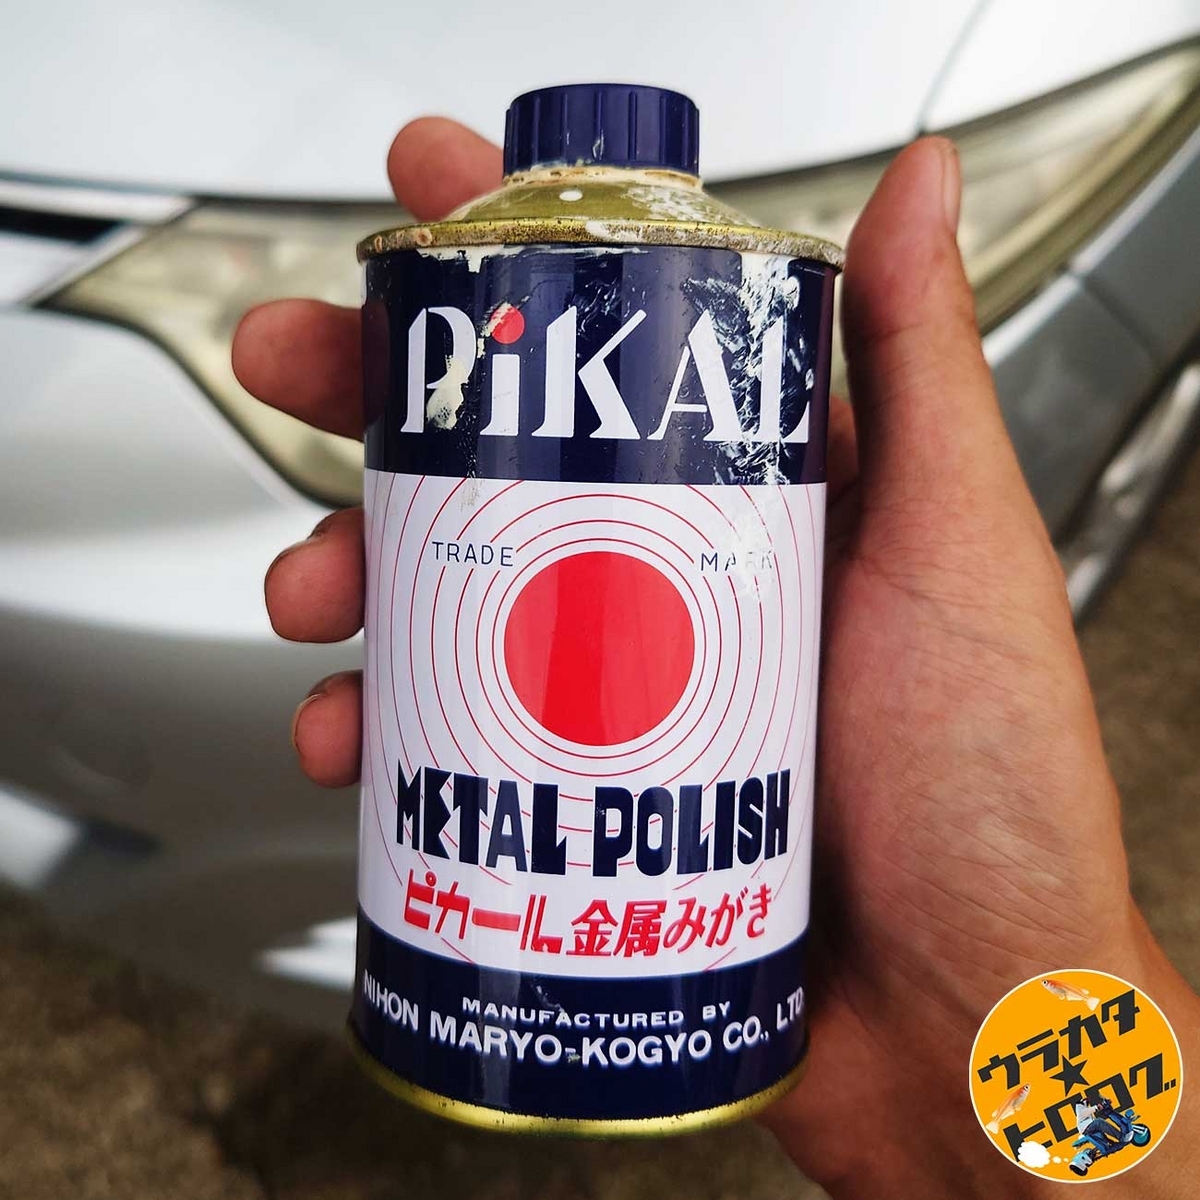 PiKAL
TRADE MARK
METAL POLISH
ピカール金属みがき
MANUFACTURED BY
NIHON MARYO-KOGYO CO., LTD.
ウラカタ
★
トロログ